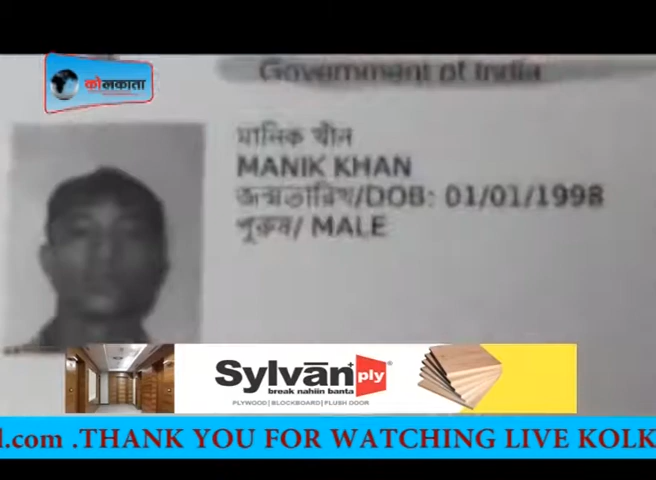 কোলকাতা
Government of India
মানিক খাঁন
MANIK KHAN
জন্মতারিখ/DOB: 01/01/1998
পুরুষ/ MALE
Sylvan ply
break nahiin banta
PLYWOOD|BLOCKBOARD|FLUSH DOOR
l.com .THANK YOU FOR WATCHING LIVE KOLK